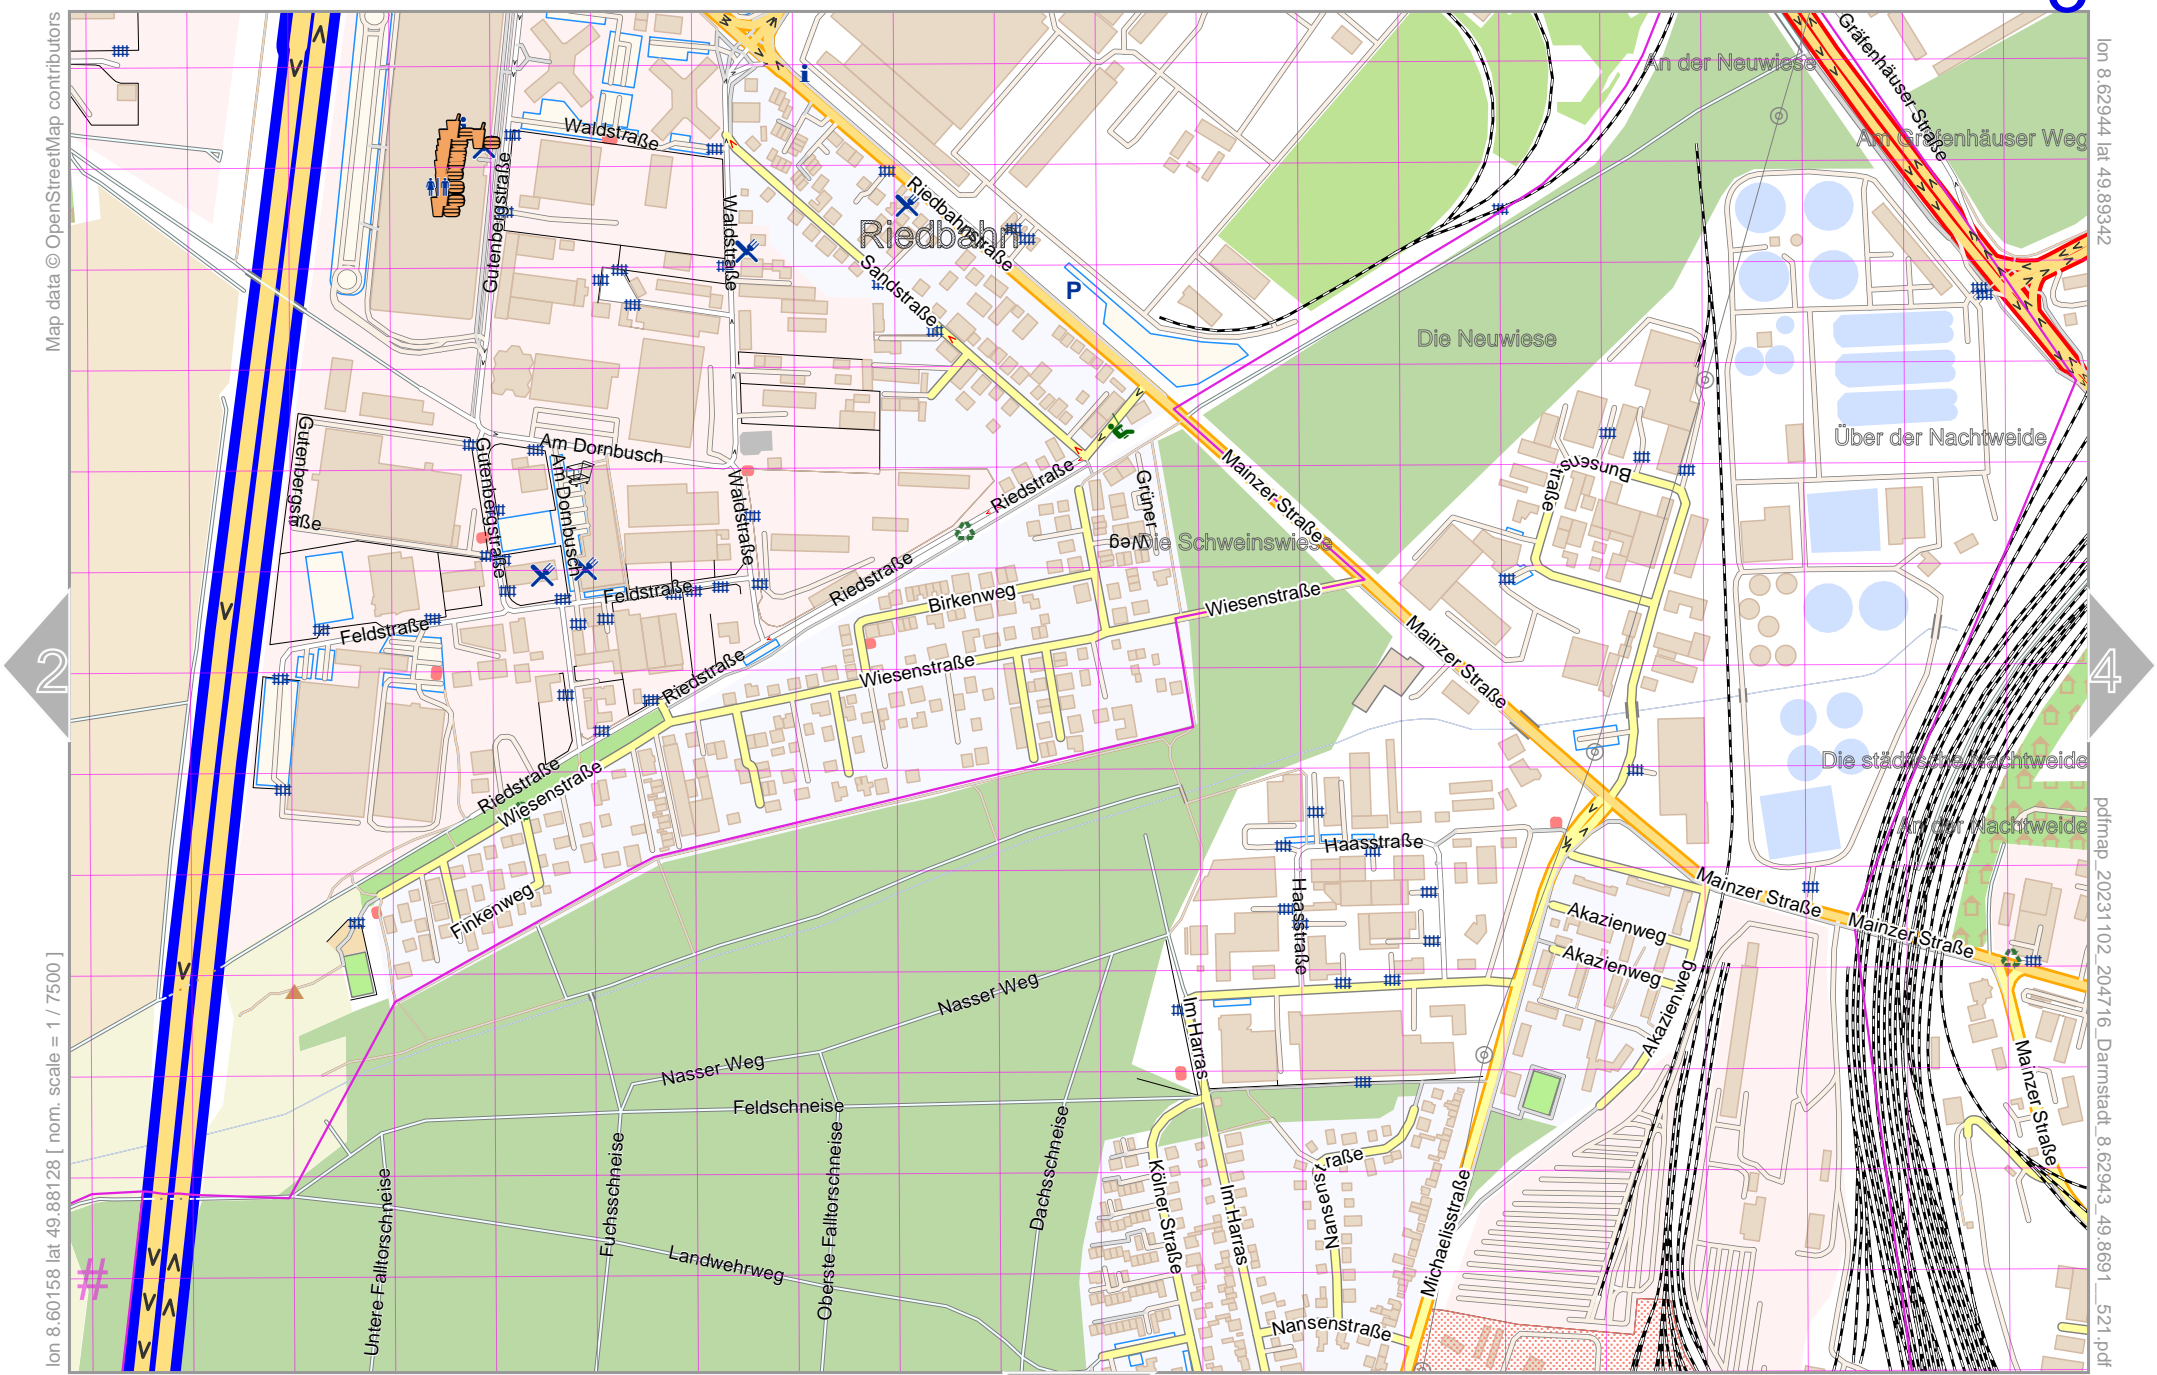 Map data © OpenStreetMap contributors
lon 8.60158 lat 49.88128 [ nom. scale = 1 / 7500 ]
lon 8.62944 lat 49.89342
pdfmap_20231102_204716_Darmstadt_8.62943_49.8691__521.pdf
2
4
#
i
P
An der Neuwiese
Gräfenhäuser Straße
Am Gräfenhäuser Weg
Waldstraße
Gutenbergstraße
Waldstraße
Riedbahnstraße
Riedbahn
Sandstraße
Die Neuwiese
Über der Nachtweide
Gutenbergstraße
Am Dornbusch
Gutenbergstraße
Am Dornbusch
Waldstraße
Riedstraße
Grüner Weg
Mainzer Straße
Die Schweinswiese
Bunsenstraße
Riedstraße
Feldstraße
Birkenweg
Wiesenstraße
Feldstraße
Mainzer Straße
Riedstraße
Wiesenstraße
Riedstraße
Wiesenstraße
Die städtische Nachtweide
An der Nachtweide
Haasstraße
Haasstraße
Finkenweg
Mainzer Straße
Mainzer Straße
Akazienweg
Akazienweg
Akazienweg
Nasser Weg
Im Harras
Nasser Weg
Feldschneise
Mainzer Straße
Dachsschneise
Fuchsschneise
Oberste Falltorschneise
Untere Falltorschneise
Landwehrweg
Kölner Straße
Im Harras
Nansenstraße
Michaelisstraße
Nansenstraße